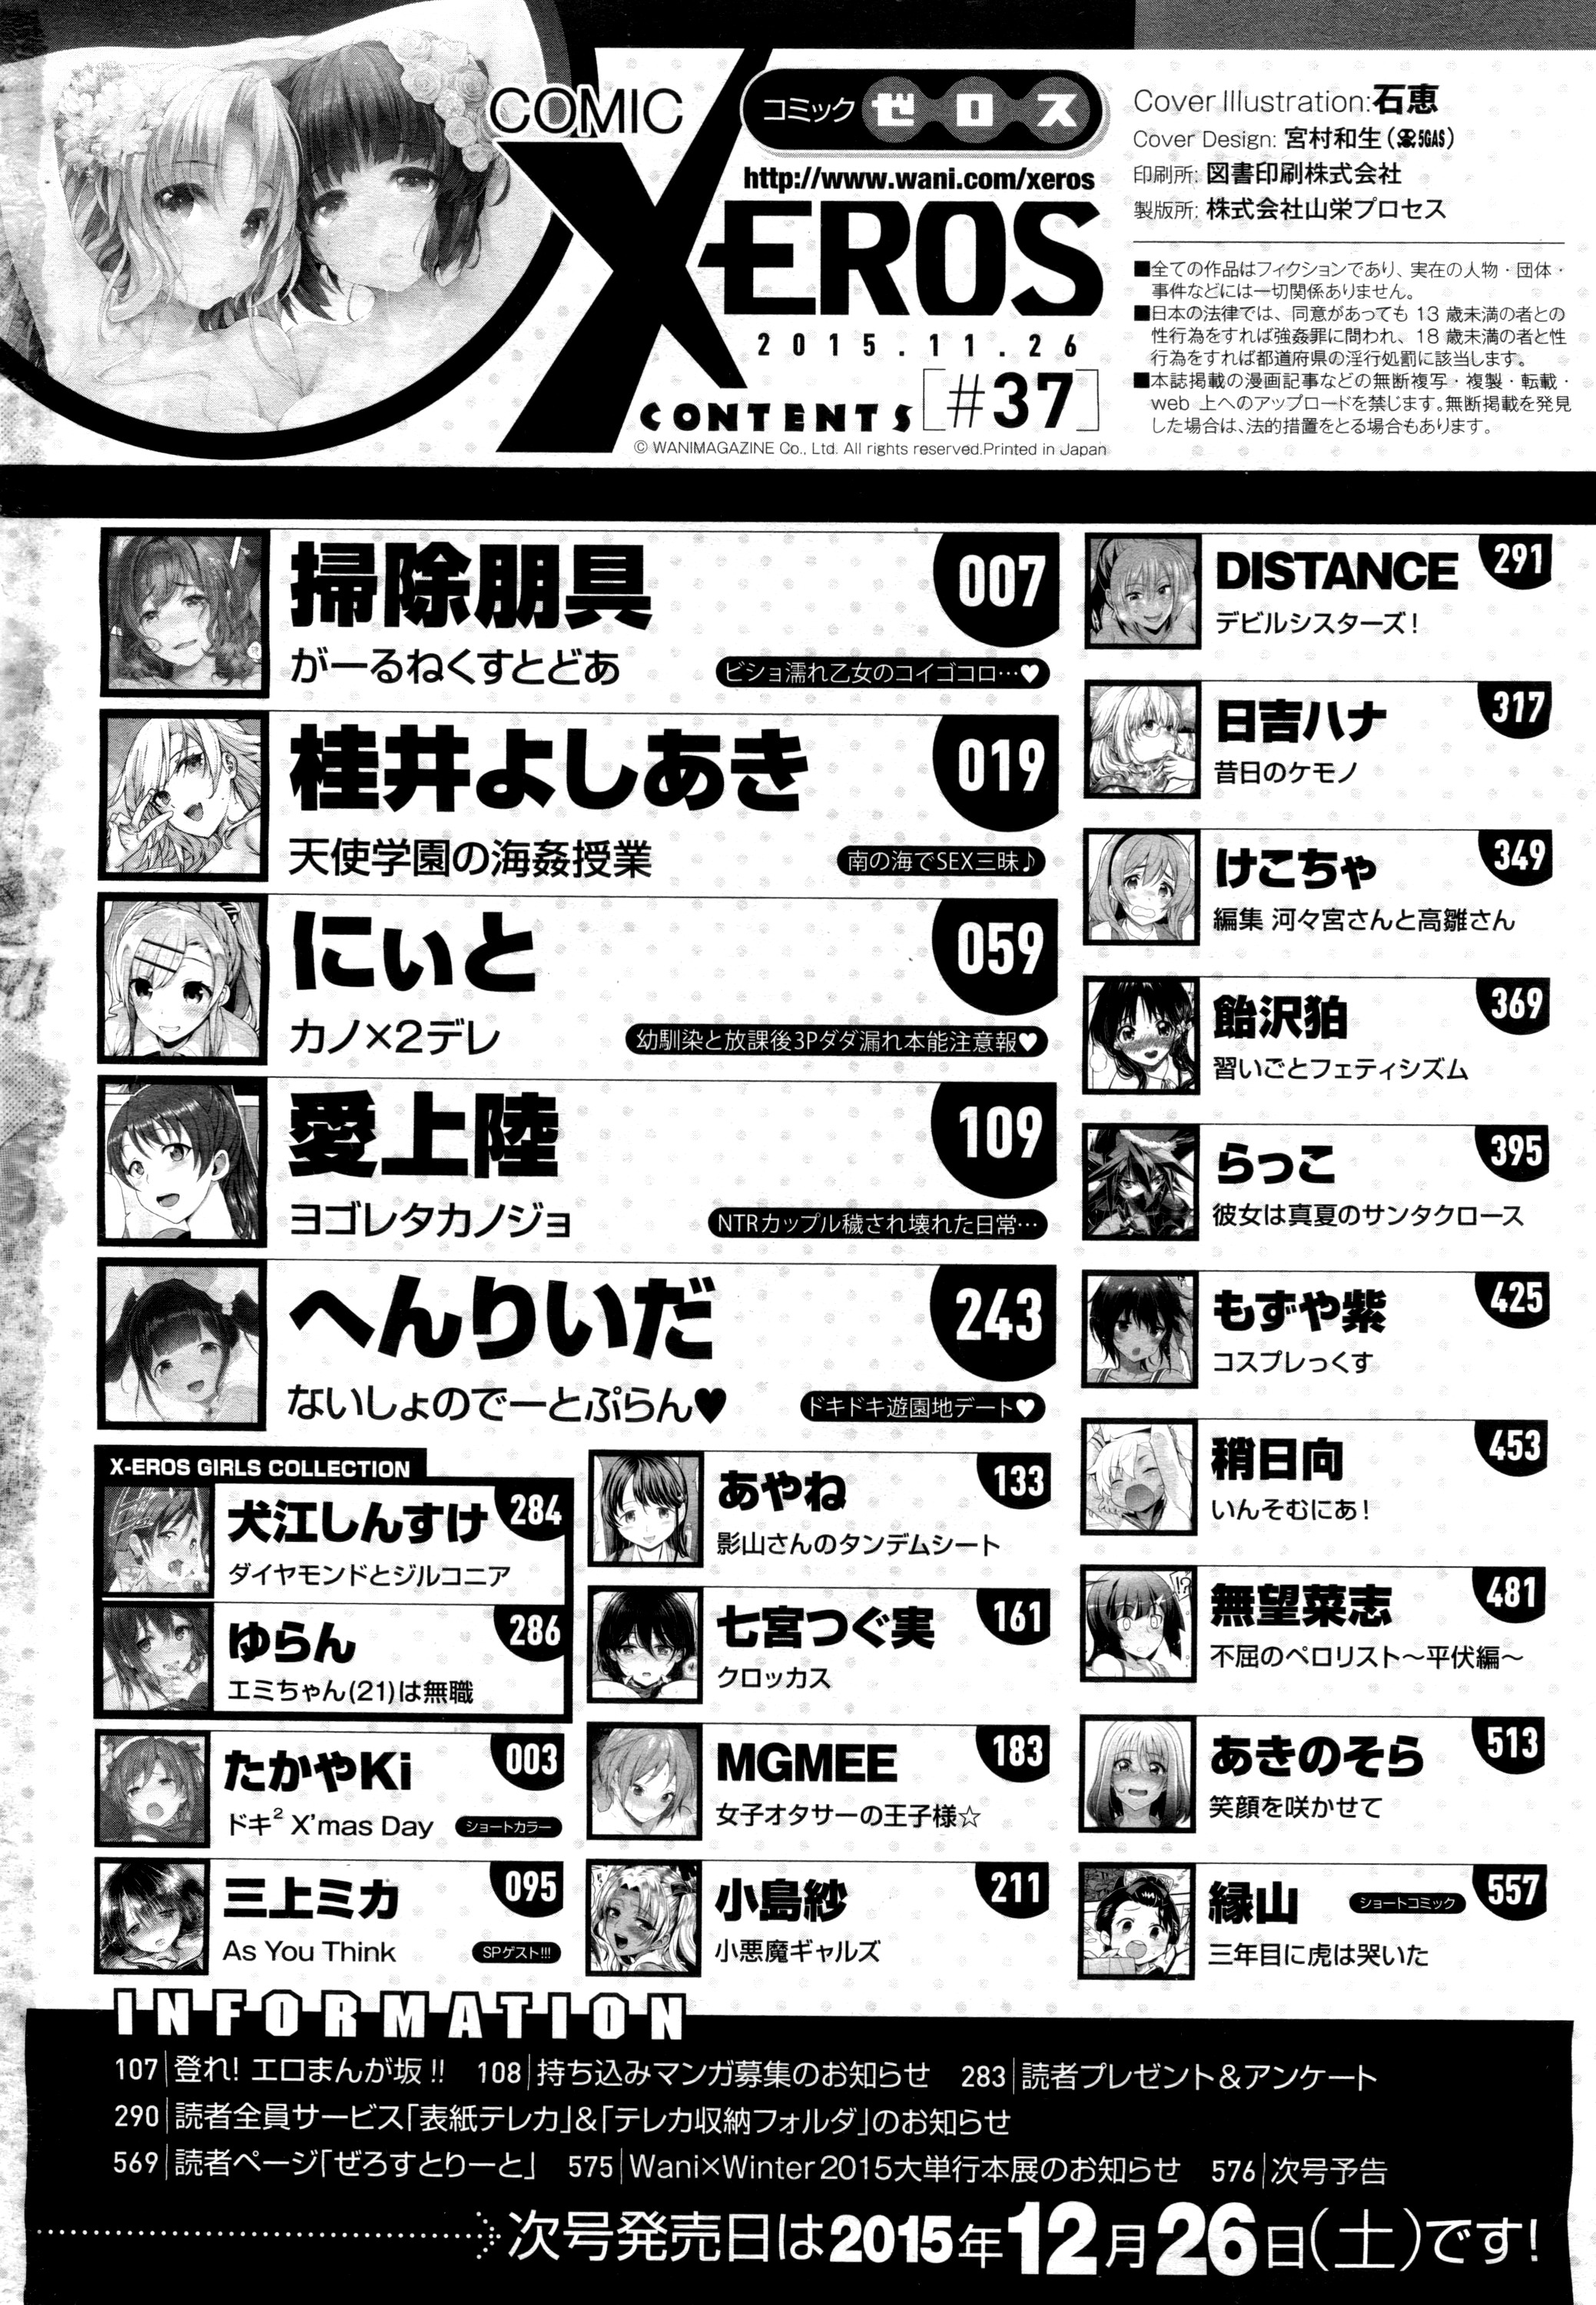 COMIC
X-EROS
コミック ゼロス
http://www.wani.com/xeros
2015.11.26
CONTENTS [#37]
© WANIMAGAZINE Co., Ltd. All rights reserved.Printed in Japan
Cover Illustration:石恵
Cover Design: 宮村和生(5GAS)
印刷所: 図書印刷株式会社
製版所: 株式会社山栄プロセス
■全ての作品はフィクションであり、実在の人物・団体・
事件などには一切関係ありません。
■日本の法律では、同意があっても 13 歳未満の者との
性行為をすれば強姦罪に問われ、18 歳未満の者と性
行為をすれば都道府県の淫行処罰に該当します。
■本誌掲載の漫画記事などの無断複写・複製・転載・
web 上へのアップロードを禁じます。無断掲載を発見
した場合は、法的措置をとる場合もあります。
掃除朋具 007
がーるねくすとどあ ビショ濡れ乙女のコイゴコロ…♥
桂井よしあき 019
天使学園の海姦授業 南の海でSEX三昧♪
にぃと 059
カノ×2デレ 幼馴染と放課後3Pダダ漏れ本能注意報♥
愛上陸 109
ヨゴレタカノジョ NTRカップル穢され壊れた日常…
へんりいだ 243
ないしょのでーとぷらん♥ ドキドキ遊園地デート♥
X-EROS GIRLS COLLECTION
犬江しんすけ 284
ダイヤモンドとジルコニア
ゆらん 286
エミちゃん(21)は無職
たかやKi 003
ドキ² X'mas Day ショートカラー
三上ミカ 095
As You Think SPゲスト!!!
あやね 133
影山さんのタンデムシート
七宮つぐ実 161
クロッカス
MGMEE 183
女子オタサーの王子様☆
小島紗 211
小悪魔ギャルズ
DISTANCE 291
デビルシスターズ!
日吉ハナ 317
昔日のケモノ
けこちゃ 349
編集 河々宮さんと高雛さん
飴沢狛 369
習いごとフェティシズム
らっこ 395
彼女は真夏のサンタクロース
もずや紫 425
コスプレっくす
稍日向 453
いんそむにあ!
!?
無望菜志 481
不屈のペロリスト〜平伏編〜
あきのそら 513
笑顔を咲かせて
縁山 ショートコミック 557
三年目に虎は哭いた
INFORMATION
107|登れ! エロまんが坂!! 108|持ち込みマンガ募集のお知らせ 283|読者プレゼント&アンケート
290|読者全員サービス「表紙テレカ」&「テレカ収納フォルダ」のお知らせ
569|読者ページ「ぜろすとりーと」 575|Wani×Winter2015大単行本展のお知らせ 576|次号予告
次号発売日は2015年12月26日(土)です!